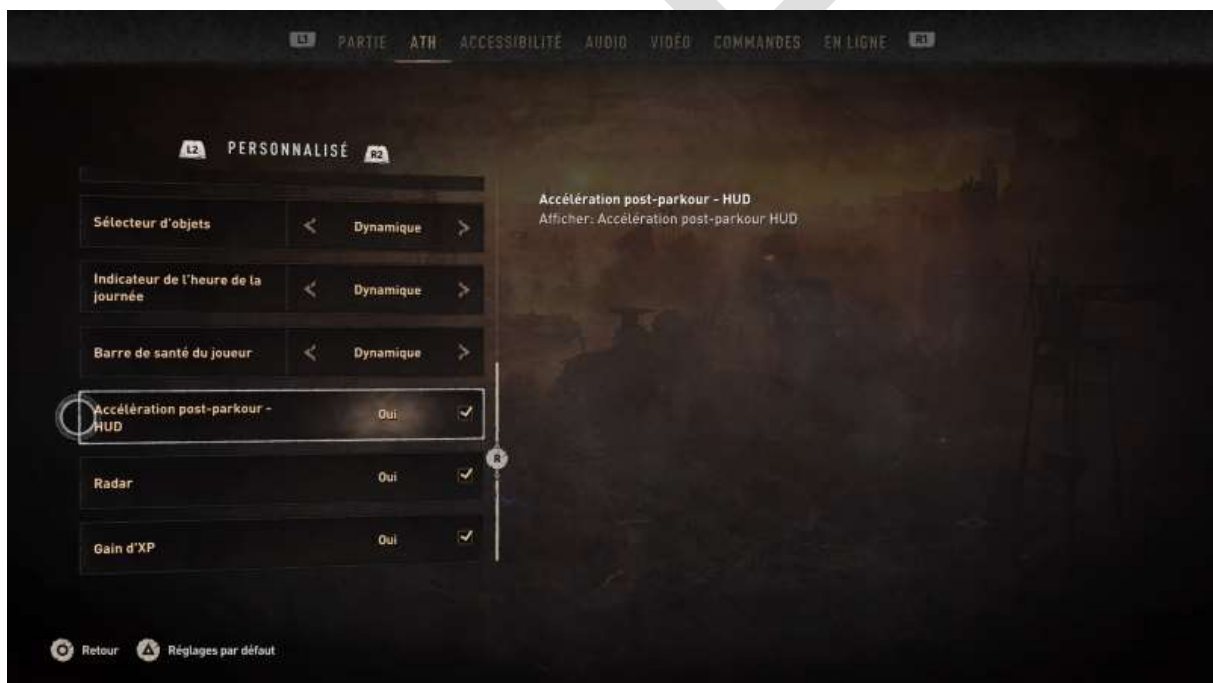 L1 PARTIE ATH ACCESSIBILITÉ AUDIO VIDÉO COMMANDES EN LIGNE R1
L2 PERSONNALISÉ R2
Sélecteur d'objets
Dynamique
Indicateur de l'heure de la
journée
Dynamique
Barre de santé du joueur
Dynamique
Accélération post-parkour -
HUD
Oui
Radar
Oui
Gain d'XP
Oui
R
Accélération post-parkour - HUD
Afficher: Accélération post-parkour HUD
Retour
Réglages par défaut